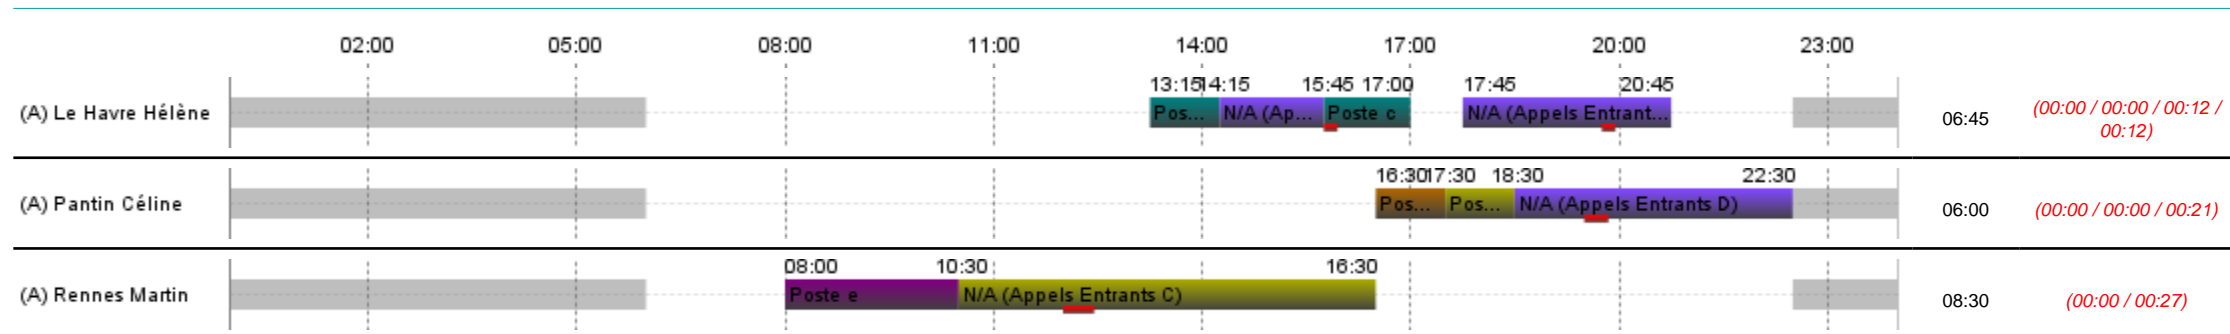 02:00 05:00 08:00 11:00 14:00 17:00 20:00 23:00
13:15 14:15 15:45 17:00 17:45 20:45
(A) Le Havre Hélène Pos... N/A (Ap... Poste c N/A (Appels Entrant... 06:45 (00:00 / 00:00 / 00:12 /
00:12)
16:30 17:30 18:30 22:30
(A) Pantin Céline Pos... Pos... N/A (Appels Entrants D) 06:00 (00:00 / 00:00 / 00:21)
08:00 10:30 16:30
(A) Rennes Martin Poste e N/A (Appels Entrants C) 08:30 (00:00 / 00:27)